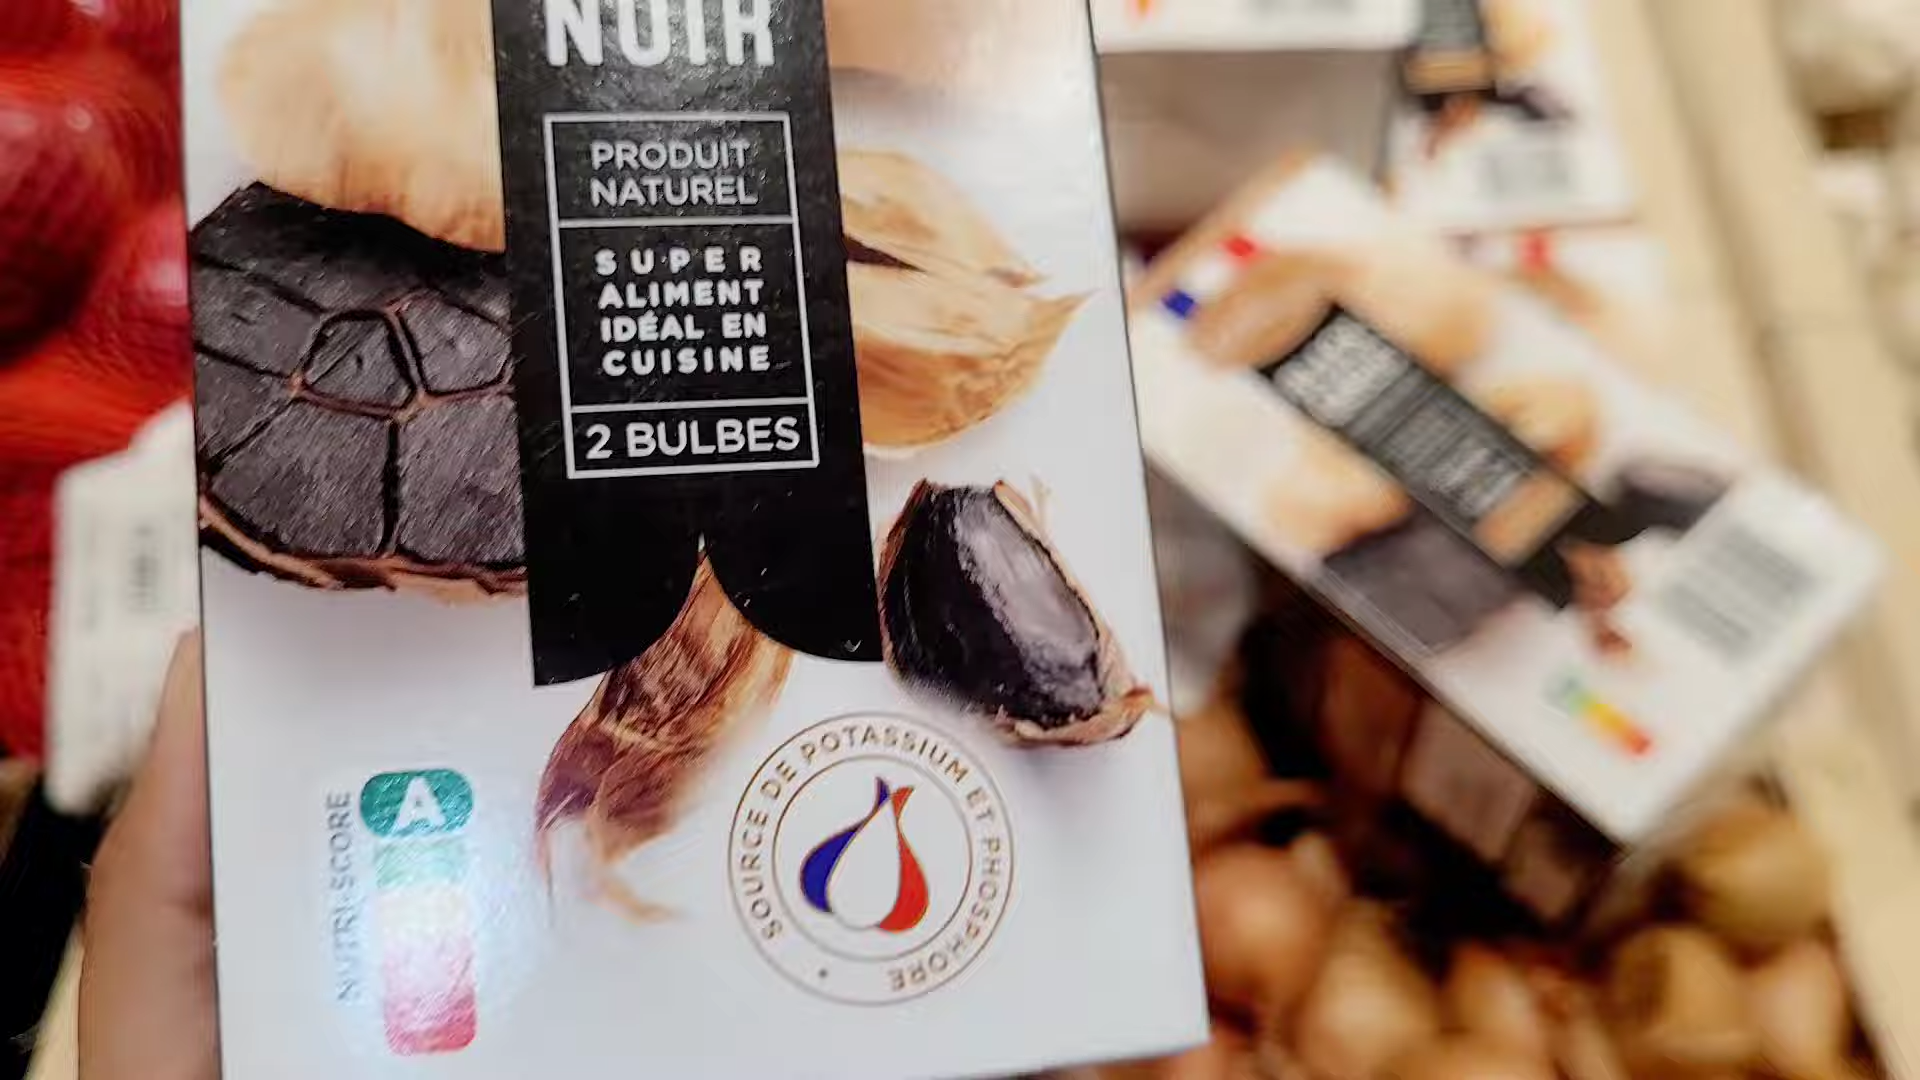 NOIR
PRODUIT
NATUREL
SUPER
ALIMENT
IDÉAL EN
CUISINE
2 BULBES
NUTRI-SCORE
A
SOURCE DE POTASSIUM ET PHOSPHORE